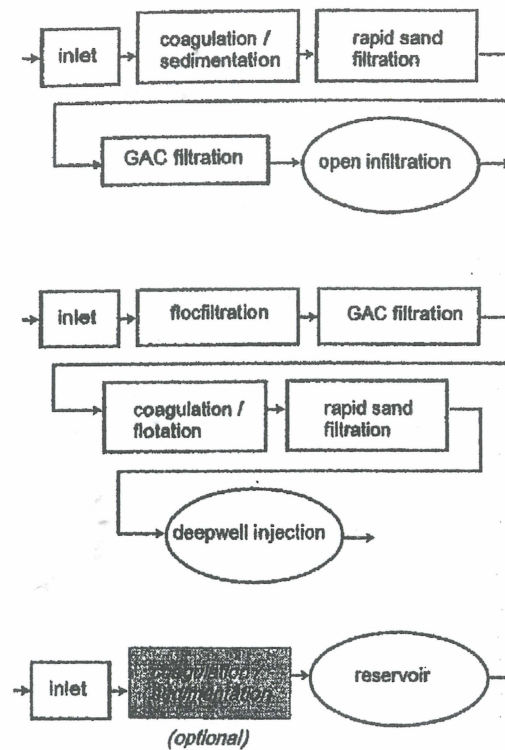 inlet
coagulation /
sedimentation
rapid sand
filtration
GAC filtration
open infiltration
inlet
flocfiltration
GAC filtration
coagulation /
flotation
rapid sand
filtration
deepwell injection
inlet
coagulation /
reservoir
(optional)